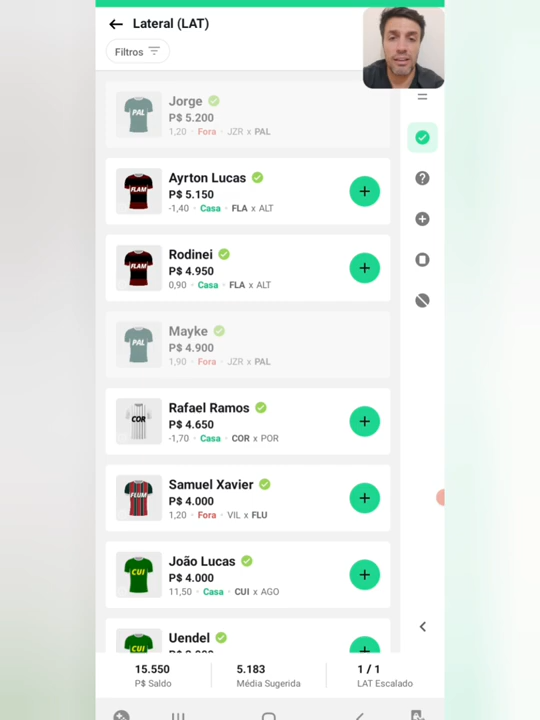 Lateral (LAT)
Filtros
PAL
Jorge
P$ 5.200
1,20 · Fora · JZR x PAL
FLAM
Ayrton Lucas
P$ 5.150
-1,40 · Casa · FLA x ALT
FLAM
Rodinei
P$ 4.950
0,90 · Casa · FLA x ALT
PAL
Mayke
P$ 4.900
1,90 · Fora · JZR x PAL
COR
Rafael Ramos
P$ 4.650
-1,70 · Casa · COR x POR
FLUM
Samuel Xavier
P$ 4.000
1,20 · Fora · VIL x FLU
CUI
João Lucas
P$ 4.000
11,50 · Casa · CUI x AGO
CUI
Uendel
15.550
P$ Saldo
5.183
Média Sugerida
1 / 1
LAT Escalado